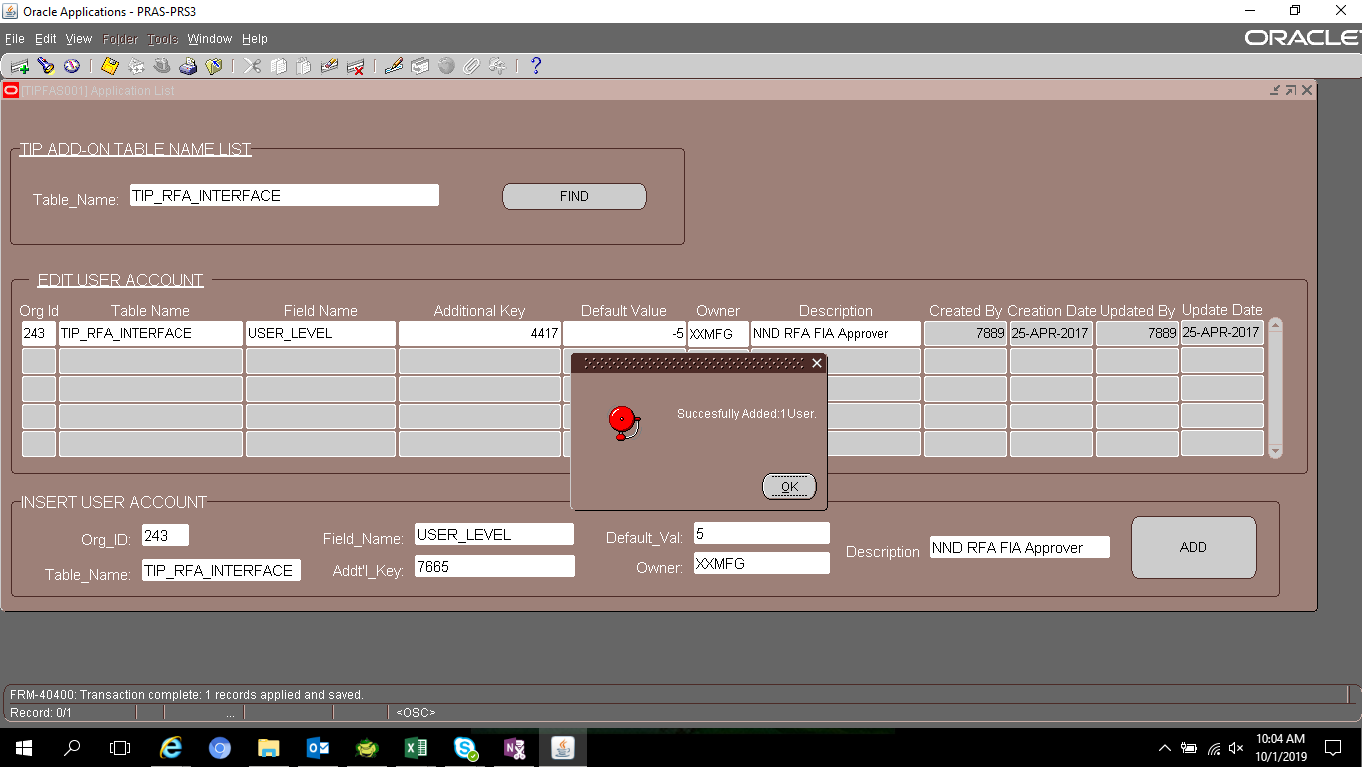 Oracle Applications - PRAS-PRS3
File Edit View Folder Tools Window Help
ORACLE
[TIPFAS001] Application List
TIP ADD-ON TABLE NAME LIST
Table_Name: TIP_RFA_INTERFACE FIND
EDIT USER ACCOUNT
Org Id Table Name Field Name Additional Key Default Value Owner Description Created By Creation Date Updated By Update Date
243 TIP_RFA_INTERFACE USER_LEVEL 4417 -5 XXMFG NND RFA FIA Approver 7889 25-APR-2017 7889 25-APR-2017
Succesfully Added:1User.
OK
INSERT USER ACCOUNT
Org_ID: 243 Field_Name: USER_LEVEL Default_Val: 5 Description NND RFA FIA Approver ADD
Table_Name: TIP_RFA_INTERFACE Addt'l_Key: 7665 Owner: XXMFG
FRM-40400: Transaction complete: 1 records applied and saved.
Record: 0/1 ... <OSC>
10:04 AM
10/1/2019